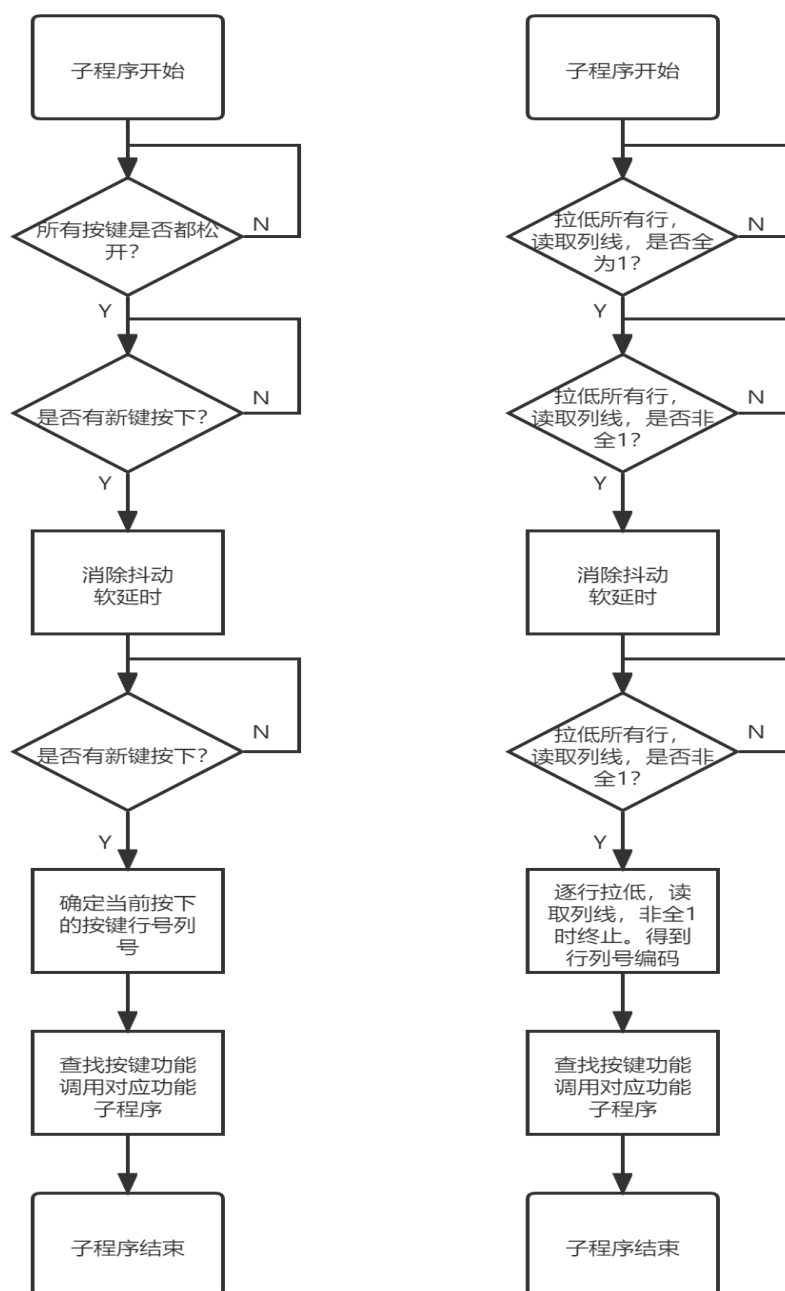 子程序开始
所有按键是否都松
开?
N
Y
是否有新键按下?
N
Y
消除抖动
软延时
是否有新键按下?
N
Y
确定当前按下
的按键行号列
号
查找按键功能
调用对应功能
子程序
子程序结束
子程序开始
拉低所有行，
读取列线，是否全
为1?
N
Y
拉低所有行，
读取列线，是否非
全1?
N
Y
消除抖动
软延时
拉低所有行，
读取列线，是否非
全1?
N
Y
逐行拉低，读
取列线，非全1
时终止。得到
行列号编码
查找按键功能
调用对应功能
子程序
子程序结束